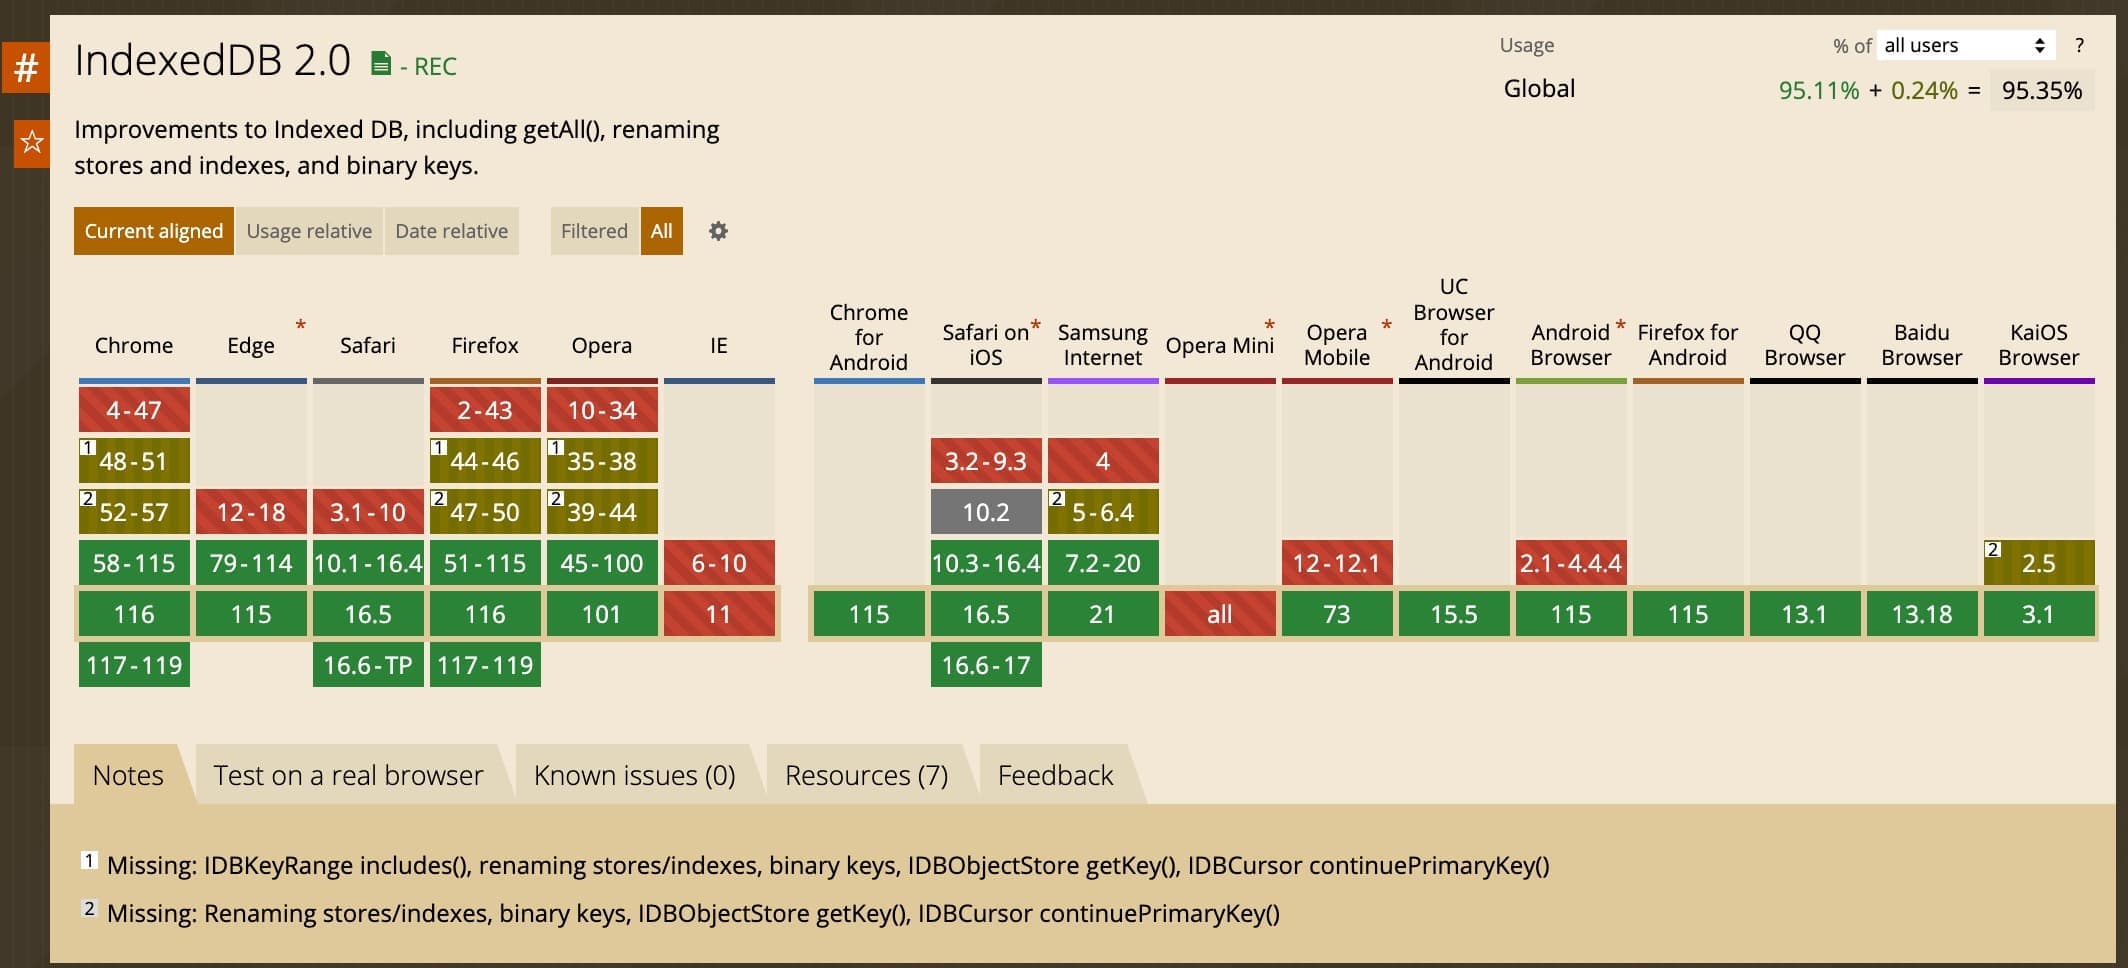 #
IndexedDB 2.0 - REC
Usage % of all users ?
Global 95.11% + 0.24% = 95.35%
☆
Improvements to Indexed DB, including getAll(), renaming
stores and indexes, and binary keys.
Current aligned Usage relative Date relative Filtered All
Chrome Edge * Safari Firefox Opera IE
Chrome
for
Android
Safari on *
iOS
Samsung
Internet
Opera Mini *
Opera *
Mobile
UC
Browser
for
Android
Android *
Browser
Firefox for
Android
QQ
Browser
Baidu
Browser
KaiOS
Browser
4-47 2-43 10-34
1 48-51 1 44-46 1 35-38 3.2-9.3 4
2 52-57 12-18 3.1-10 2 47-50 2 39-44 10.2 2 5-6.4
58-115 79-114 10.1-16.4 51-115 45-100 6-10 10.3-16.4 7.2-20 12-12.1 2.1-4.4.4 2 2.5
116 115 16.5 116 101 11 115 16.5 21 all 73 15.5 115 115 13.1 13.18 3.1
117-119 16.6-TP 117-119 16.6-17
Notes Test on a real browser Known issues (0) Resources (7) Feedback
1 Missing: IDBKeyRange includes(), renaming stores/indexes, binary keys, IDBObjectStore getKey(), IDBCursor continuePrimaryKey()
2 Missing: Renaming stores/indexes, binary keys, IDBObjectStore getKey(), IDBCursor continuePrimaryKey()